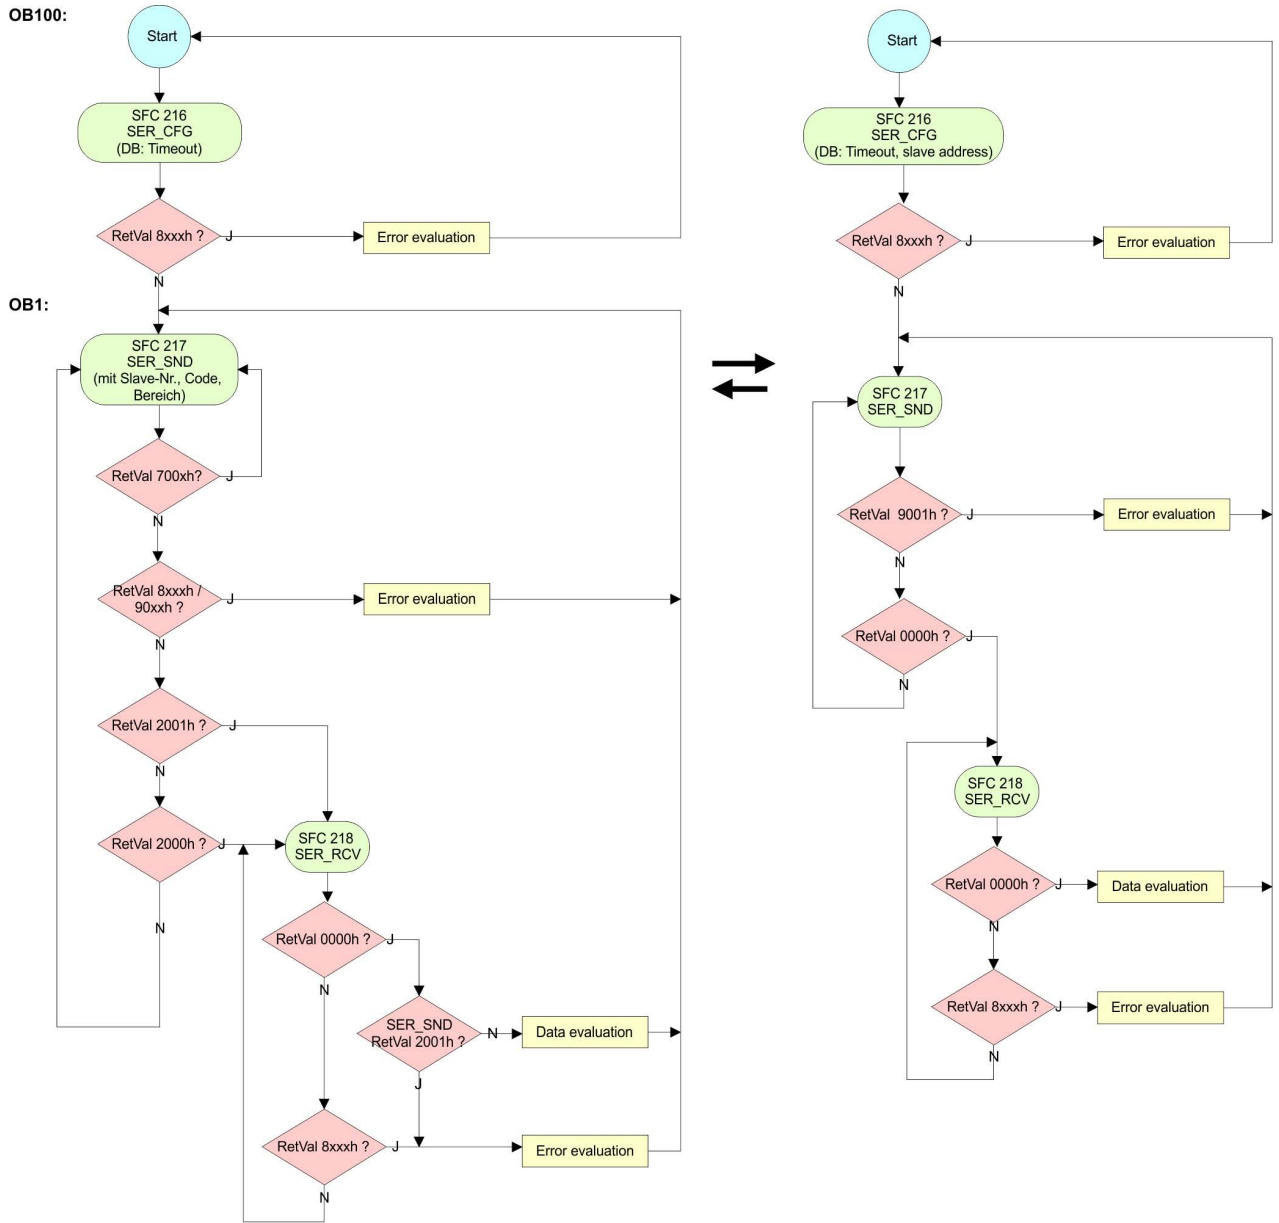 OB100:
Start
SFC 216
SER_CFG
(DB: Timeout)
RetVal 8xxxh ?
J
Error evaluation
N
OB1:
SFC 217
SER_SND
(mit Slave-Nr., Code,
Bereich)
RetVal 700xh?
J
N
RetVal 8xxxh /
90xxh ?
J
Error evaluation
N
RetVal 2001h ?
J
N
RetVal 2000h ?
J
N
SFC 218
SER_RCV
RetVal 0000h ?
J
N
SER_SND
RetVal 2001h ?
N
Data evaluation
J
RetVal 8xxxh ?
J
Error evaluation
N
Start
SFC 216
SER_CFG
(DB: Timeout, slave address)
RetVal 8xxxh ?
J
Error evaluation
N
SFC 217
SER_SND
RetVal 9001h ?
J
Error evaluation
N
RetVal 0000h ?
J
N
SFC 218
SER_RCV
RetVal 0000h ?
J
Data evaluation
N
RetVal 8xxxh ?
J
Error evaluation
N